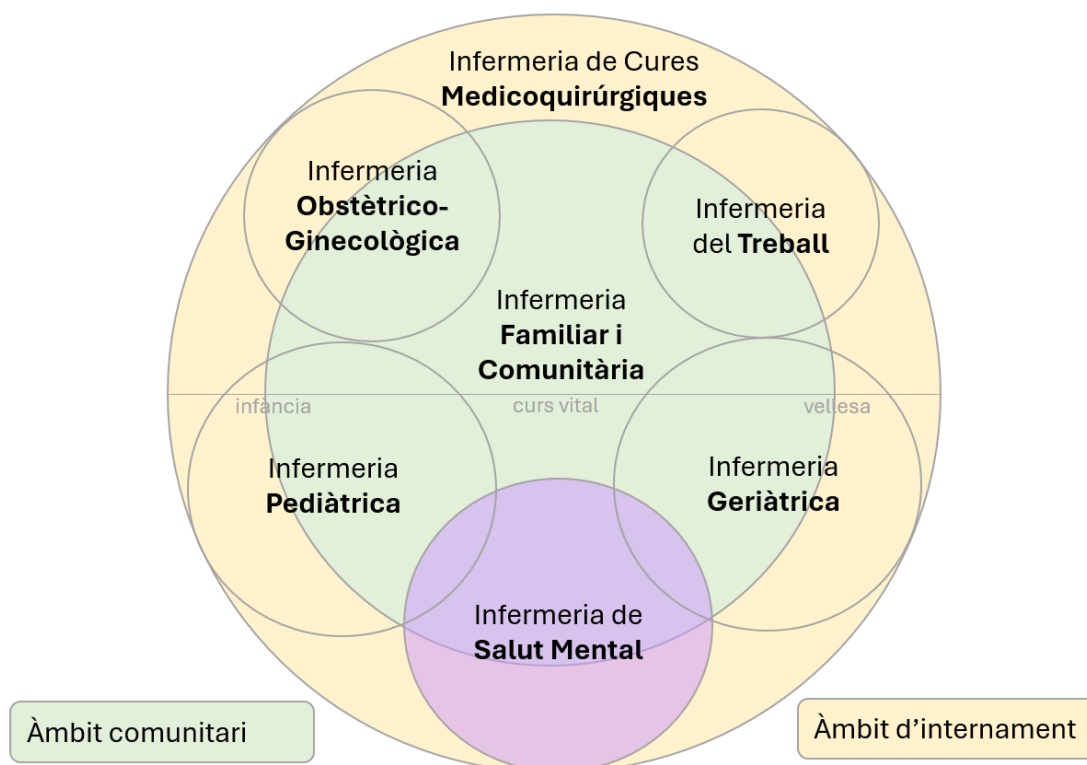 Infermeria de Cures
Medicoquirúrgiques
Infermeria
Obstètrico-
Ginecològica
Infermeria
del Treball
Infermeria
Familiar i
Comunitària
infància
curs vital
vellesa
Infermeria
Pediàtrica
Infermeria
Geriàtrica
Infermeria de
Salut Mental
Àmbit comunitari
Àmbit d’internament